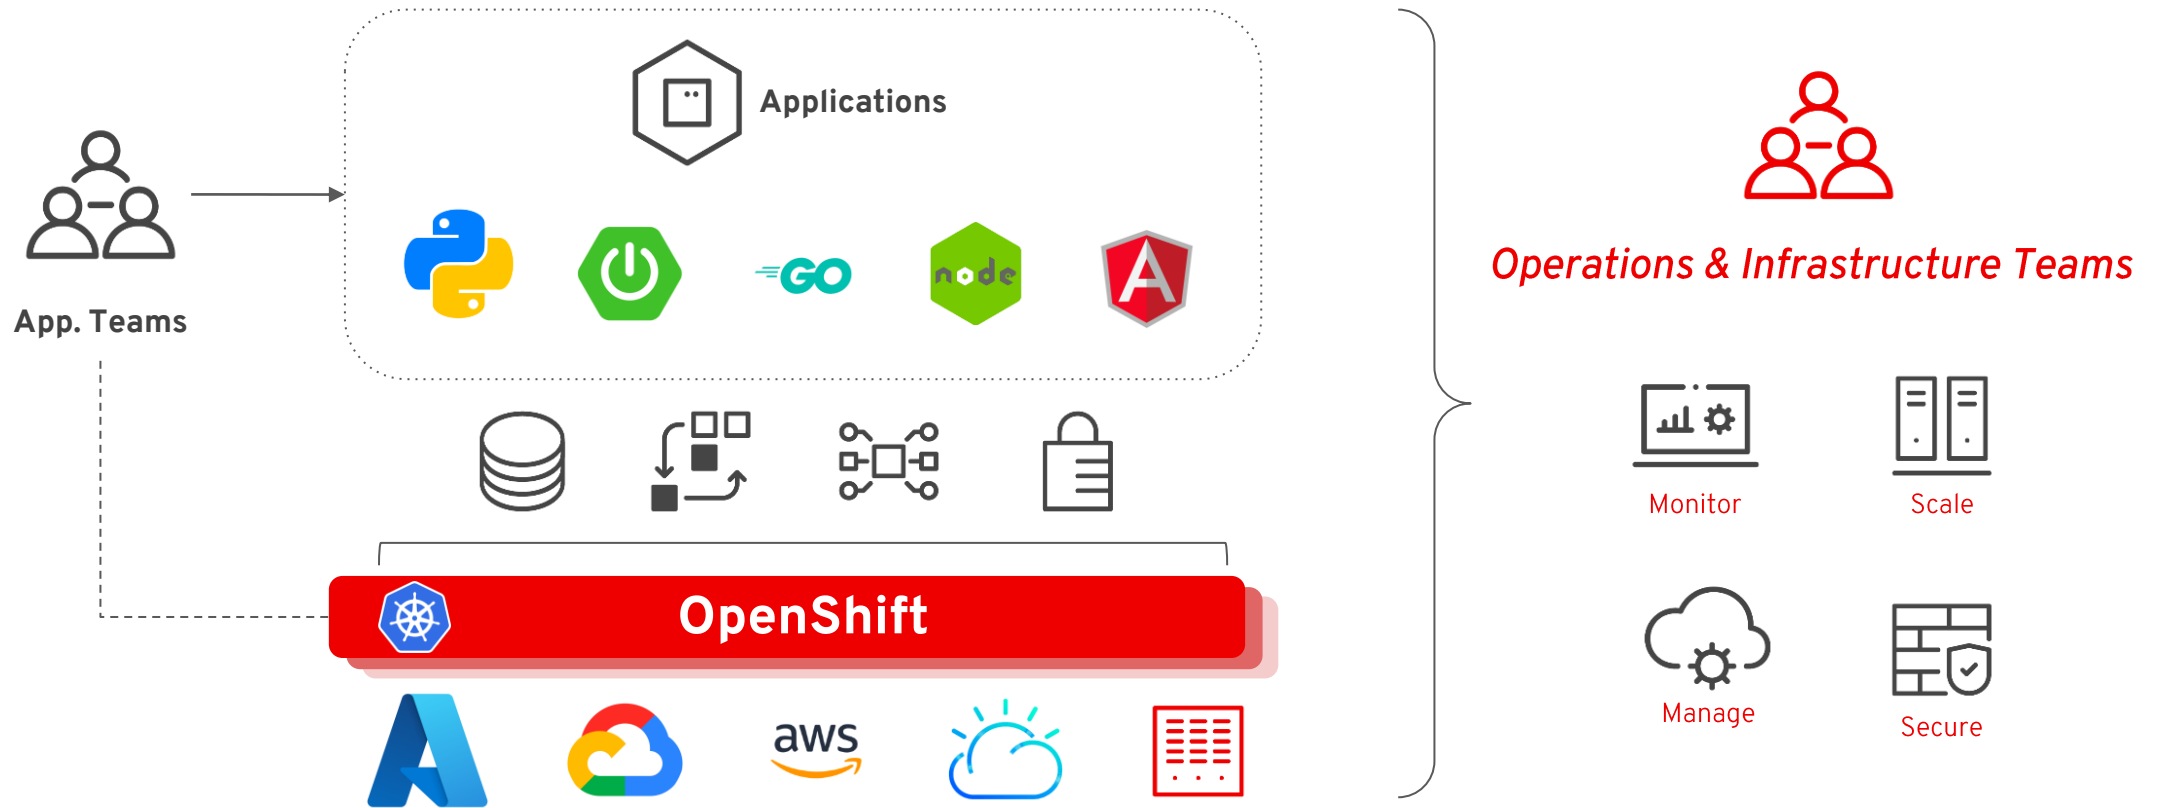 Applications
App. Teams
GO
node
OpenShift
aws
Operations & Infrastructure Teams
Monitor
Scale
Manage
Secure